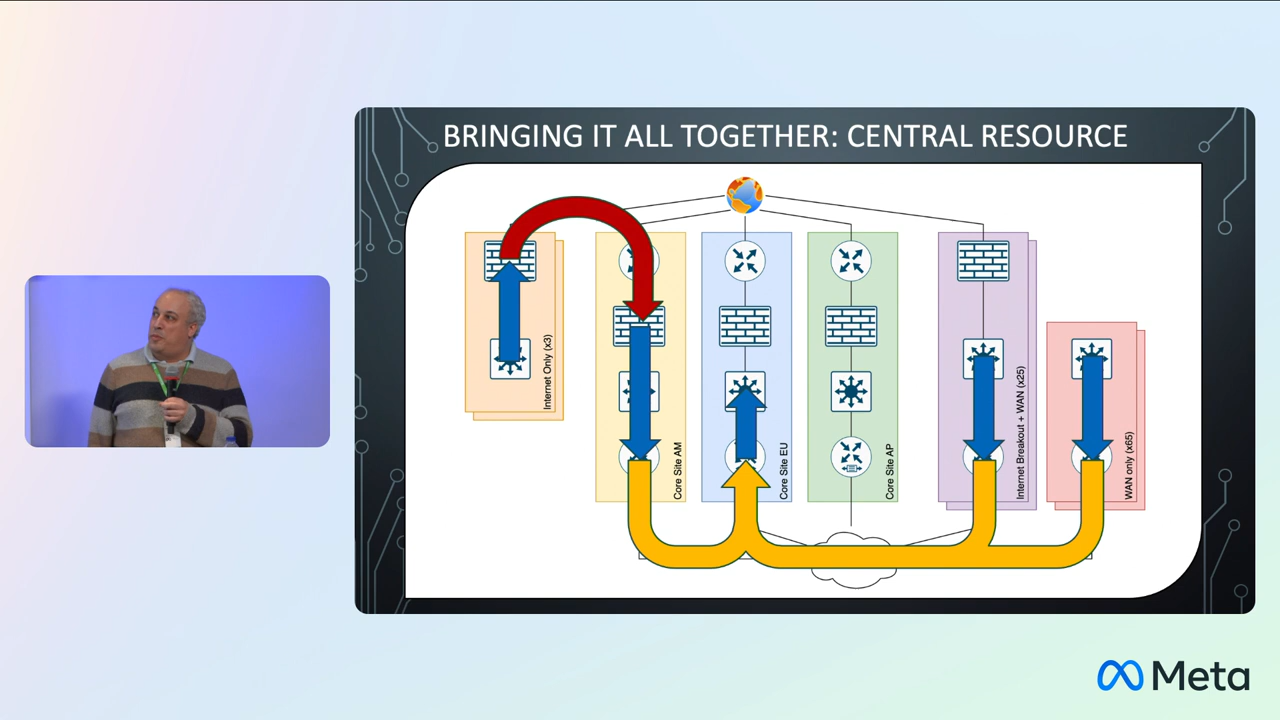 BRINGING IT ALL TOGETHER: CENTRAL RESOURCE
Internet Only (x3)
Core Site AM
Core Site EU
Core Site AP
Internet Breakout + WAN (x25)
WAN only (x65)
Meta